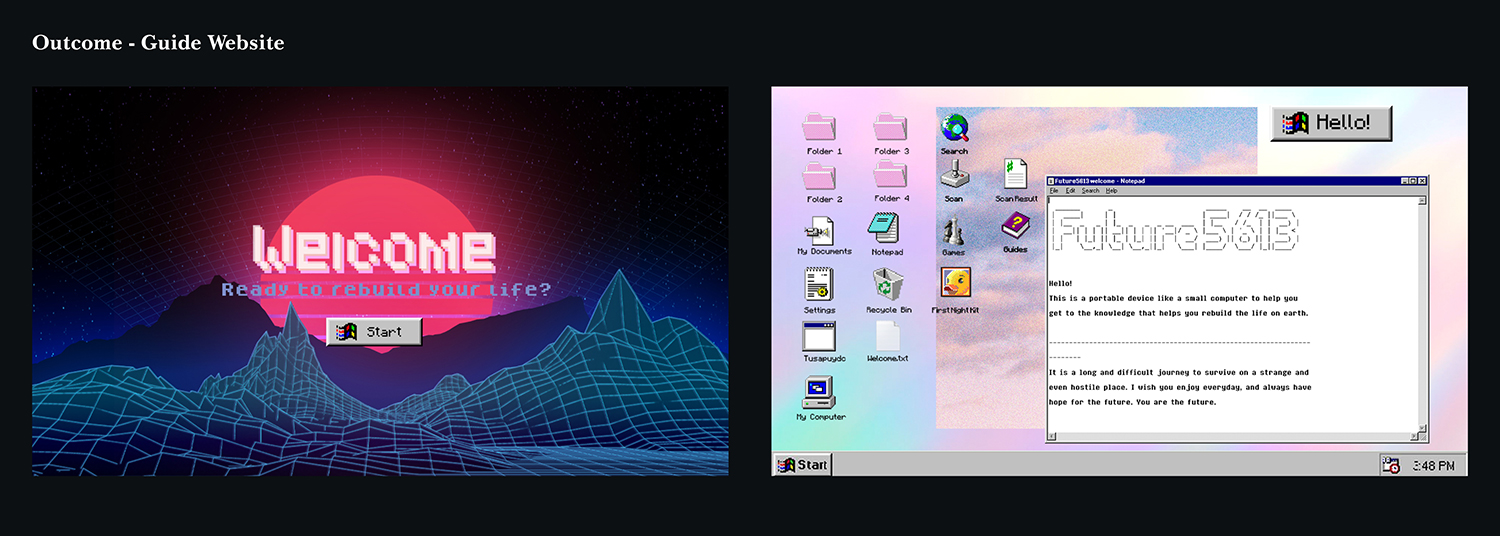 Outcome - Guide Website
Welcome
Ready to rebuild your life?
Start
Folder 1
Folder 3
Search
Hello!
Folder 2
Folder 4
Scan
Scan Result
My Documents
Notepad
Games
Guides
Settings
Recycle Bin
FirstNightKit
Tusapuydc
Welcome.txt
My Computer
Future5613 welcome - Notepad
File Edit Search Help
Future5613
Hello!
This is a portable device like a small computer to help you
get to the knowledge that helps you rebuild the life on earth.
--------------------------------------------------------------
--------
It is a long and difficult journey to survive on a strange and
even hostile place. I wish you enjoy everyday, and always have
hope for the future. You are the future.
Start
3:48 PM